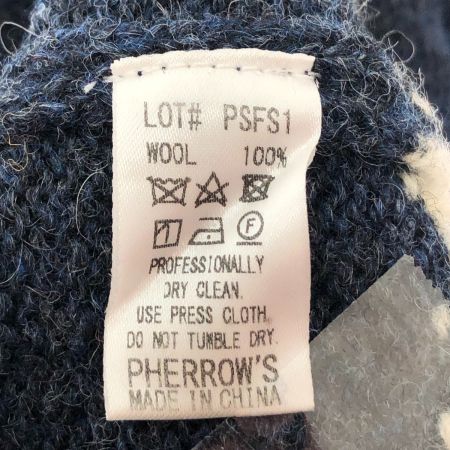 LOT# PSFS1
WOOL 100%
F
PROFESSIONALLY
DRY CLEAN.
USE PRESS CLOTH.
DO NOT TUMBLE DRY.
PHERROW'S
MADE IN CHINA